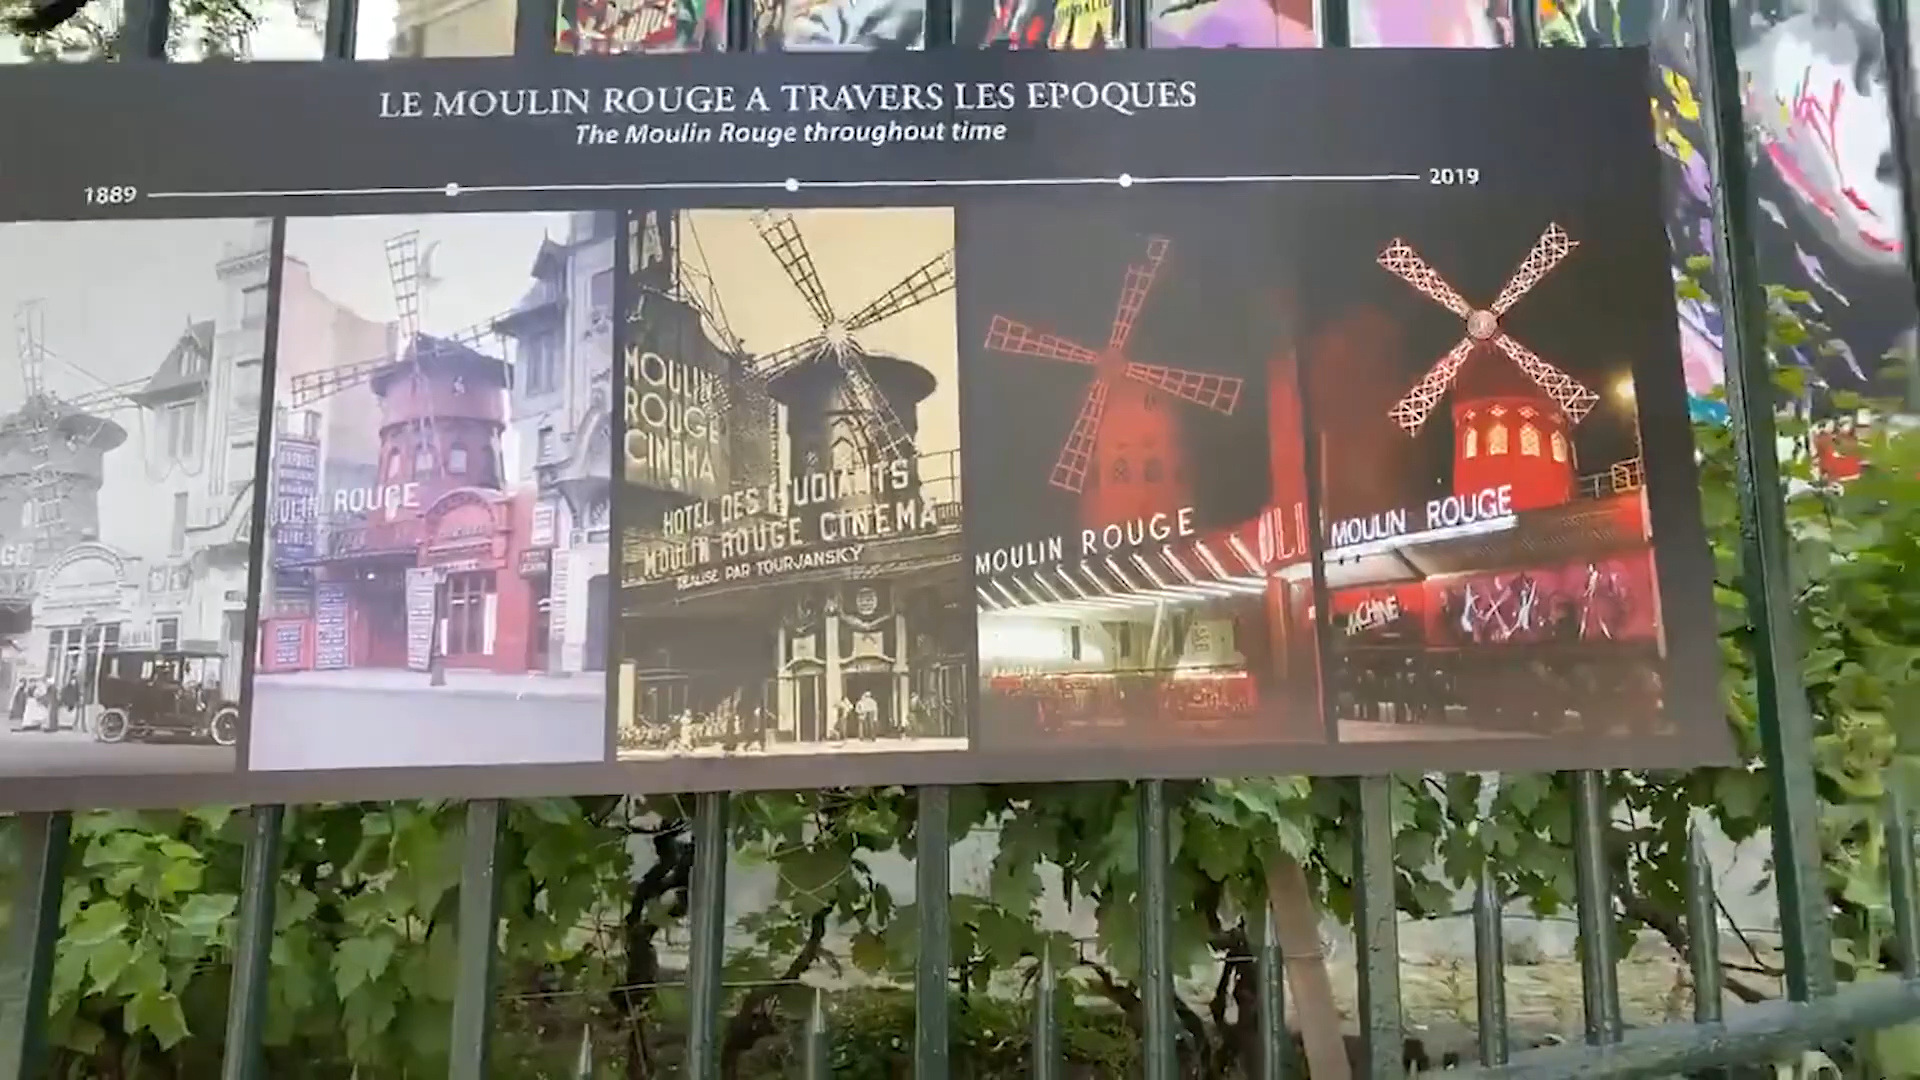 LE MOULIN ROUGE A TRAVERS LES EPOQUES
The Moulin Rouge throughout time
1889
2019
ROUGE
MOULIN
ROUGE
CINEMA
HOTEL DES
MOULIN ROUGE CINEMA
REALISE PAR TOURJANSKY
MOULIN ROUGE
MOULIN ROUGE
MACHINE